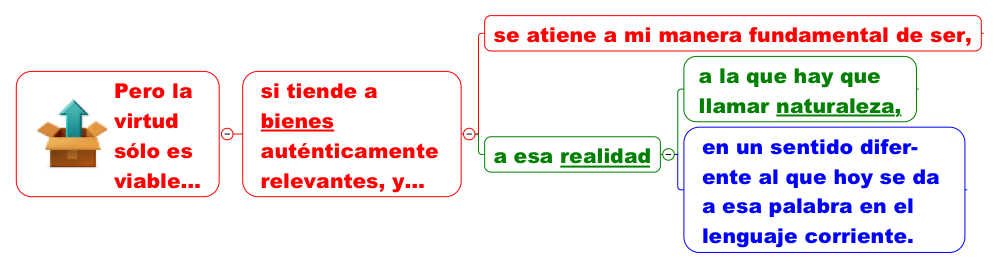 Pero la
virtud
sólo es
viable...
si tiende a
bienes
auténticamente
relevantes, y...
se atiene a mi manera fundamental de ser,
a esa realidad
a la que hay que
llamar naturaleza,
en un sentido difer-
ente al que hoy se da
a esa palabra en el
lenguaje corriente.